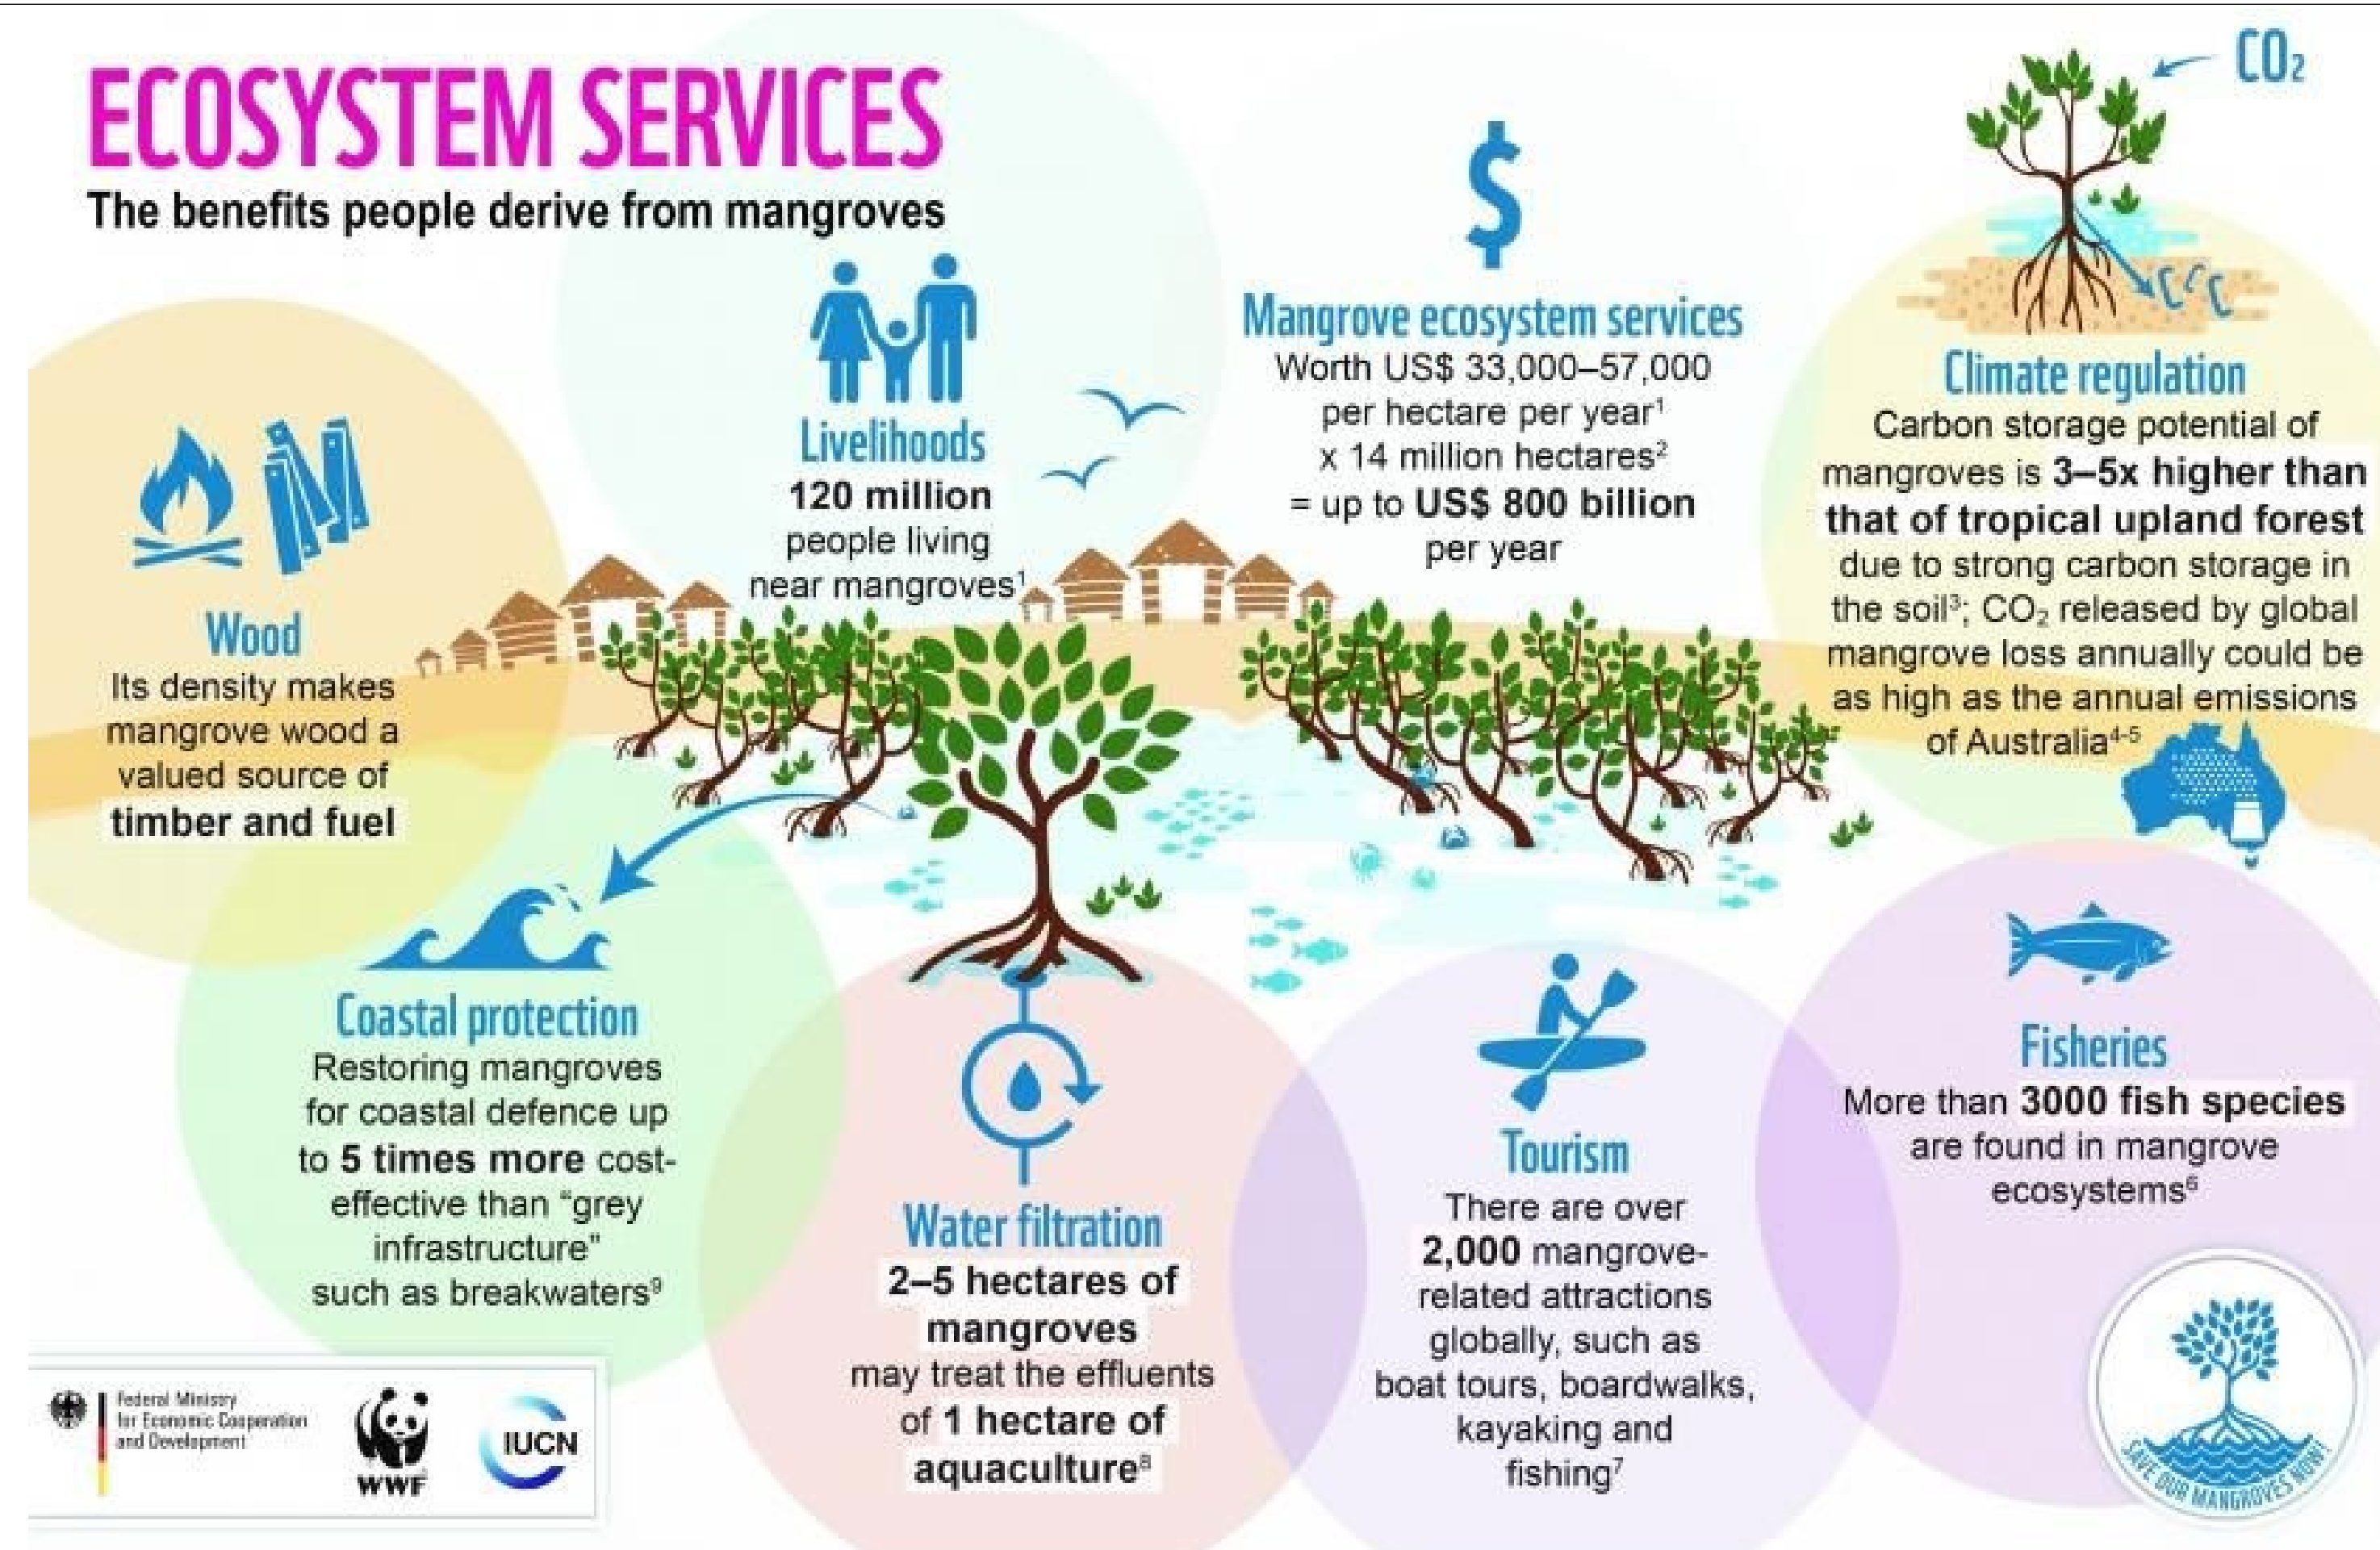 ECOSYSTEM SERVICES
The benefits people derive from mangroves
CO₂
C C C
Wood
Its density makes
mangrove wood a
valued source of
timber and fuel
Livelihoods
120 million
people living
near mangroves¹
$
Mangrove ecosystem services
Worth US$ 33,000–57,000
per hectare per year¹
x 14 million hectares²
= up to US$ 800 billion
per year
Climate regulation
Carbon storage potential of
mangroves is 3–5x higher than
that of tropical upland forest
due to strong carbon storage in
the soil³; CO₂ released by global
mangrove loss annually could be
as high as the annual emissions
of Australia⁴⁻⁵
Coastal protection
Restoring mangroves
for coastal defence up
to 5 times more cost-
effective than “grey
infrastructure”
such as breakwaters⁹
Water filtration
2–5 hectares of
mangroves
may treat the effluents
of 1 hectare of
aquaculture⁸
Tourism
There are over
2,000 mangrove-
related attractions
globally, such as
boat tours, boardwalks,
kayaking and
fishing⁷
Fisheries
More than 3000 fish species
are found in mangrove
ecosystems⁶
Federal Ministry
for Economic Cooperation
and Development
WWF
IUCN
SAVE OUR MANGROVES NOW!